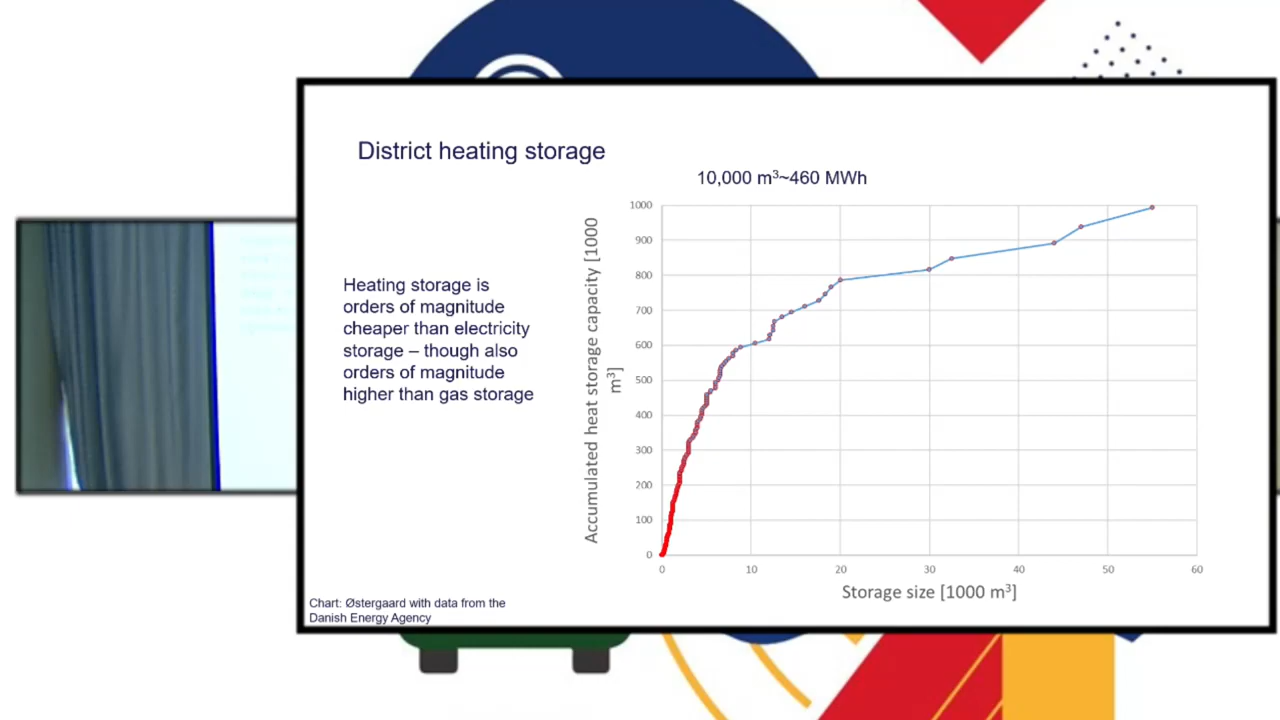 District heating storage
10,000 m³~460 MWh
Heating storage is
orders of magnitude
cheaper than electricity
storage – though also
orders of magnitude
higher than gas storage
Accumulated heat storage capacity [1000
m³]
1000
900
800
700
600
500
400
300
200
100
0
0 10 20 30 40 50 60
Storage size [1000 m³]
Chart: Østergaard with data from the
Danish Energy Agency